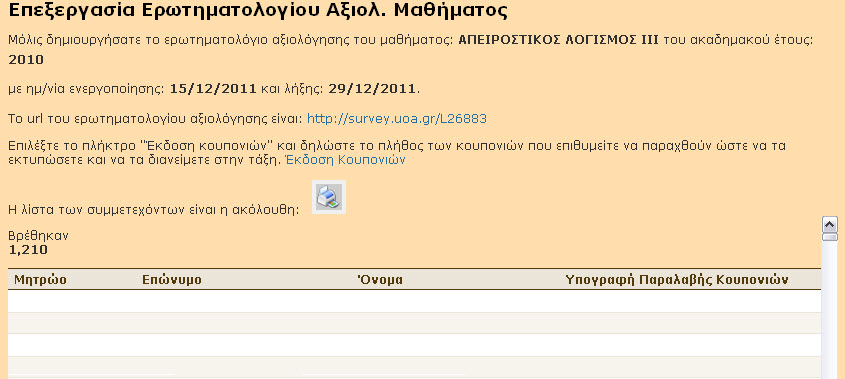 Επεξεργασία Ερωτηματολογίου Αξιολ. Μαθήματος
Μόλις δημιουργήσατε το ερωτηματολόγιο αξιολόγησης του μαθήματος: ΑΠΕΙΡΟΣΤΙΚΟΣ ΛΟΓΙΣΜΟΣ ΙΙΙ του ακαδημακού έτους:
2010
με ημ/νία ενεργοποίησης: 15/12/2011 και λήξης: 29/12/2011.
Το url του ερωτηματολογίου αξιολόγησης είναι: http://survey.uoa.gr/L26883
Επιλέξτε το πλήκτρο "Έκδοση κουπονιών" και δηλώστε το πλήθος των κουπονιών που επιθυμείτε να παραχθούν ώστε να τα
εκτυπώσετε και να τα διανείμετε στην τάξη. Έκδοση Κουπονιών
Η λίστα των συμμετεχόντων είναι η ακόλουθη:
Βρέθηκαν
1,210
Μητρώο Επώνυμο Όνομα Υπογραφή Παραλαβής Κουπονιών